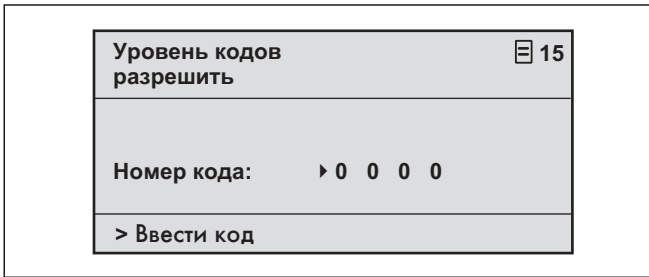 Уровень кодов 15
разрешить
Номер кода: 0 0 0 0
> Ввести код